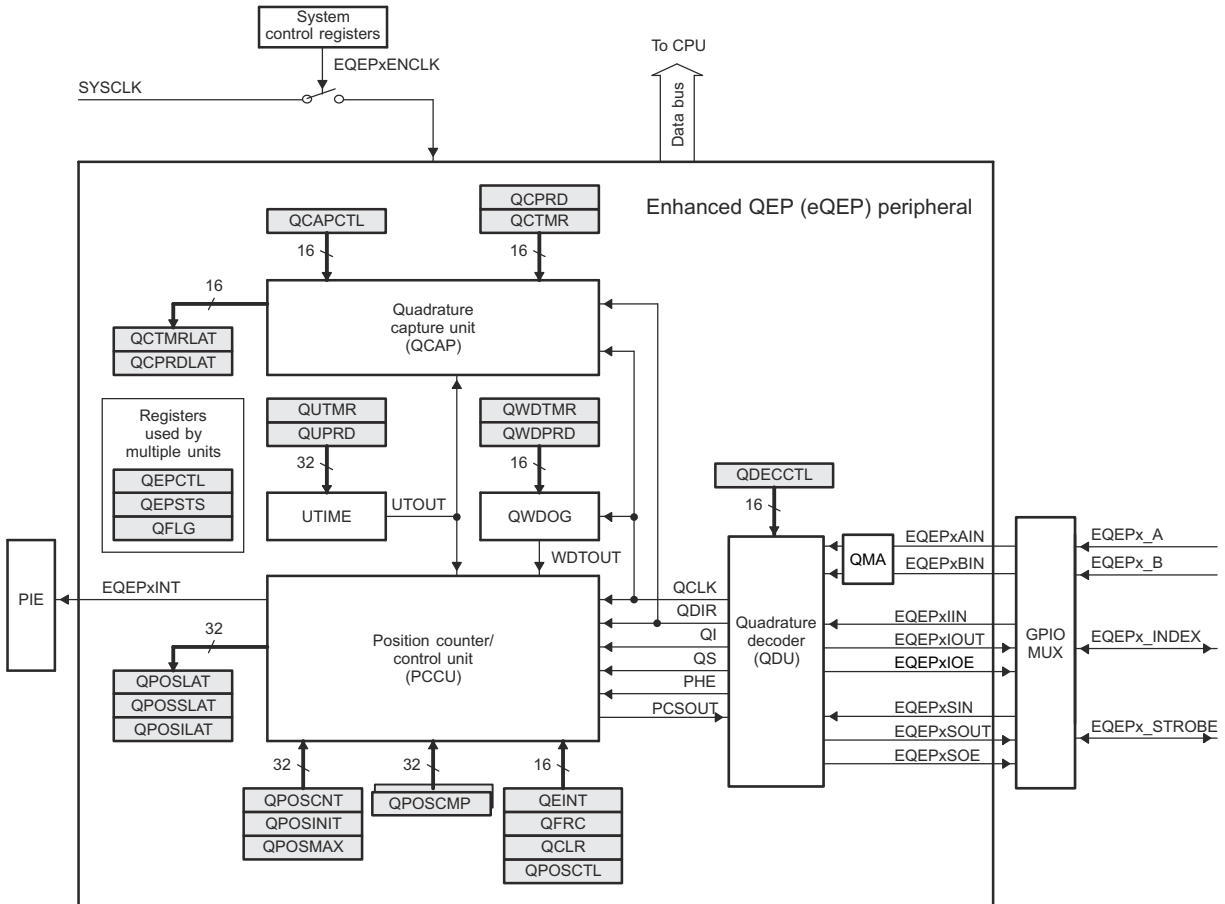 System
control registers
To CPU
EQEPxENCLK
SYSCLK
Data bus
Enhanced QEP (eQEP) peripheral
QCPRD
QCAPCTL
QCTMR
16
16
16
Quadrature
capture unit
(QCAP)
QCTMRLAT
QCPRDLAT
Registers
used by
multiple units
QEPCTL
QEPSTS
QFLG
QUTMR
QUPRD
32
QWDTMR
QWDPRD
16
UTIME
UTOUT
QWDOG
WDTOUT
QDECCTL
16
QMA
EQEPxAIN
EQEPxBIN
EQEPx_A
EQEPx_B
PIE
EQEPxINT
QCLK
QDIR
QI
QS
PHE
PCSOUT
Position counter/
control unit
(PCCU)
Quadrature
decoder
(QDU)
EQEPxIIN
EQEPxIOUT
EQEPxIOE
GPIO
MUX
EQEPx_INDEX
EQEPxSIN
EQEPxSOUT
EQEPxSOE
EQEPx_STROBE
32
QPOSLAT
QPOSSLAT
QPOSILAT
32
32
16
QPOSCNT
QPOSINIT
QPOSMAX
QPOSCMP
QEINT
QFRC
QCLR
QPOSCTL